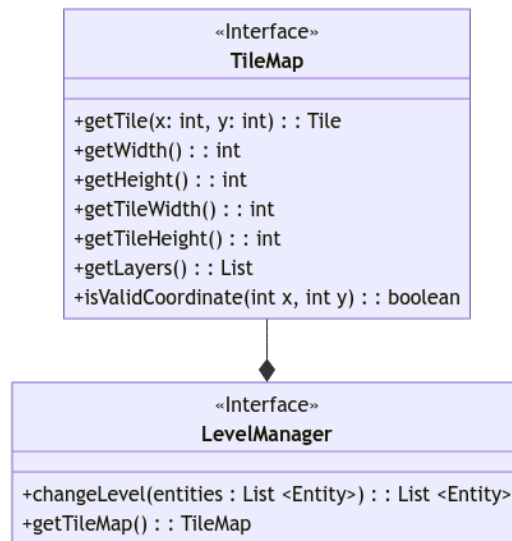 «Interface»
TileMap
+getTile(x: int, y: int) : : Tile
+getWidth() : : int
+getHeight() : : int
+getTileWidth() : : int
+getTileHeight() : : int
+getLayers() : : List
+isValidCoordinate(int x, int y) : : boolean
«Interface»
LevelManager
+changeLevel(entities : List <Entity>) : : List <Entity>
+getTileMap() : : TileMap